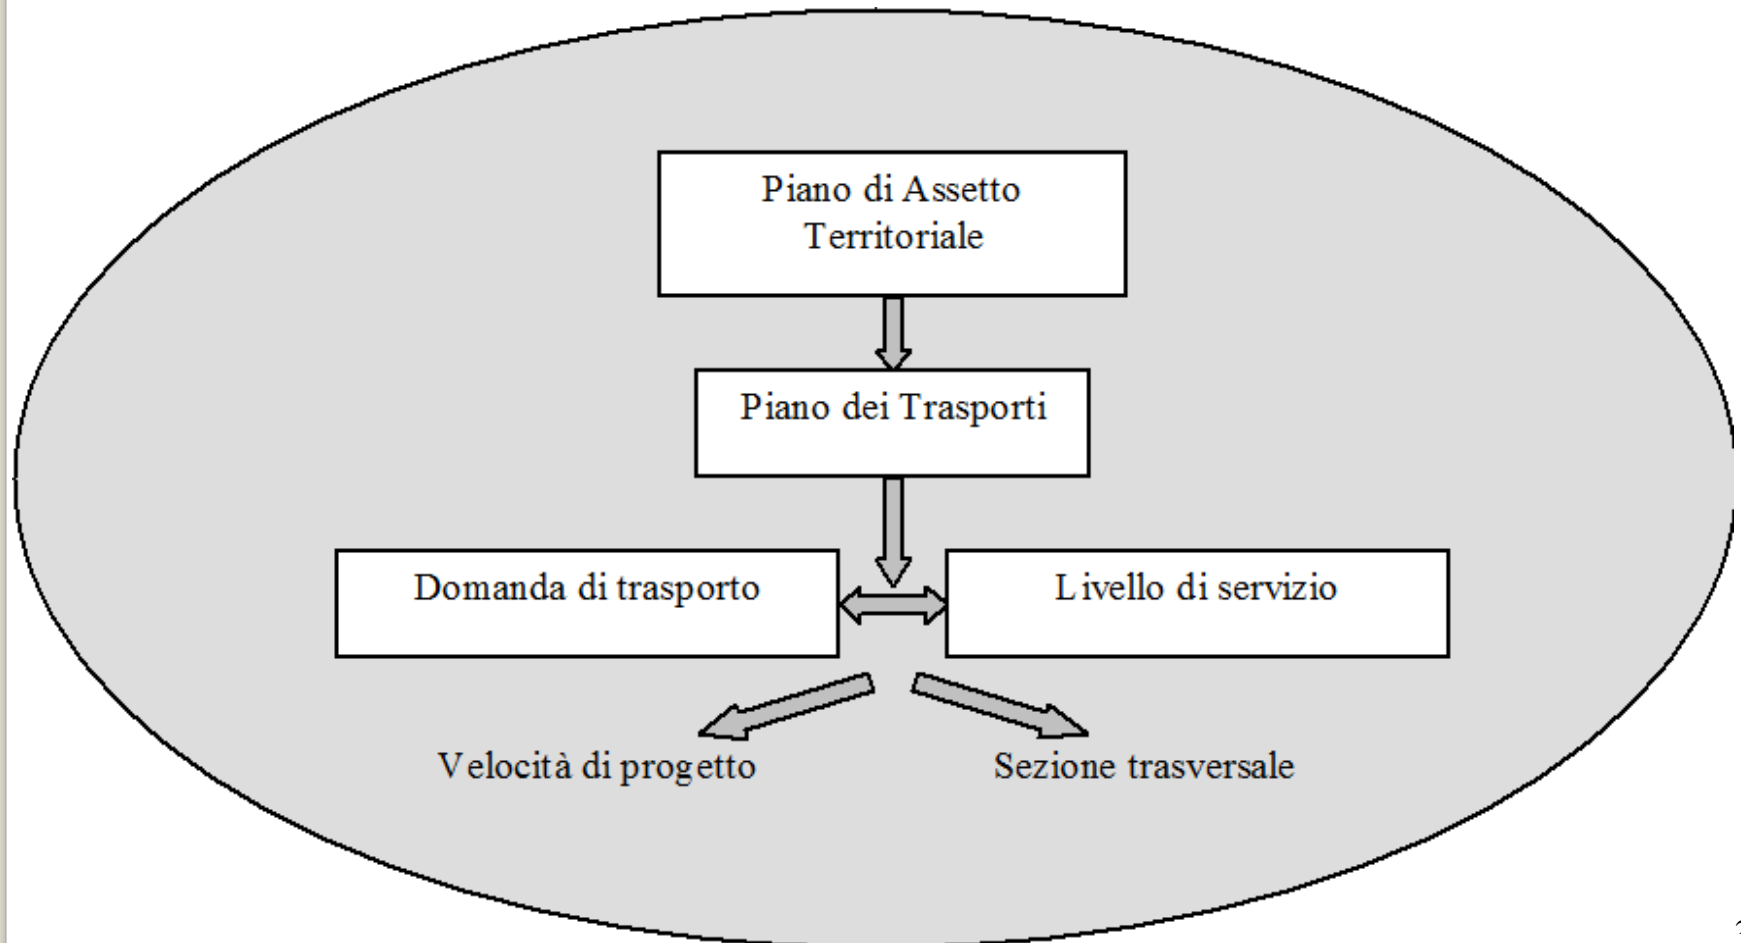 Piano di Assetto
Territoriale
Piano dei Trasporti
Domanda di trasporto
Livello di servizio
Velocità di progetto
Sezione trasversale